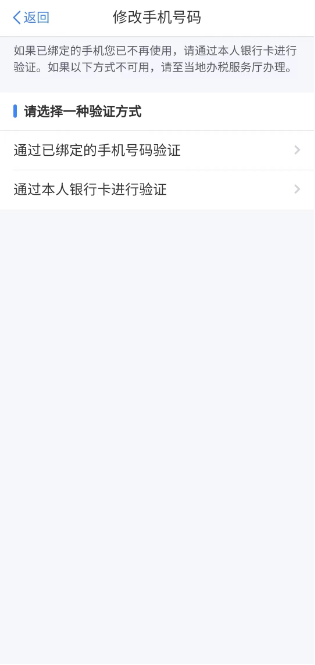 返回
修改手机号码
如果已绑定的手机您已不再使用，请通过本人银行卡进行
验证。如果以下方式不可用，请至当地办税服务厅办理。
请选择一种验证方式
通过已绑定的手机号码验证
通过本人银行卡进行验证